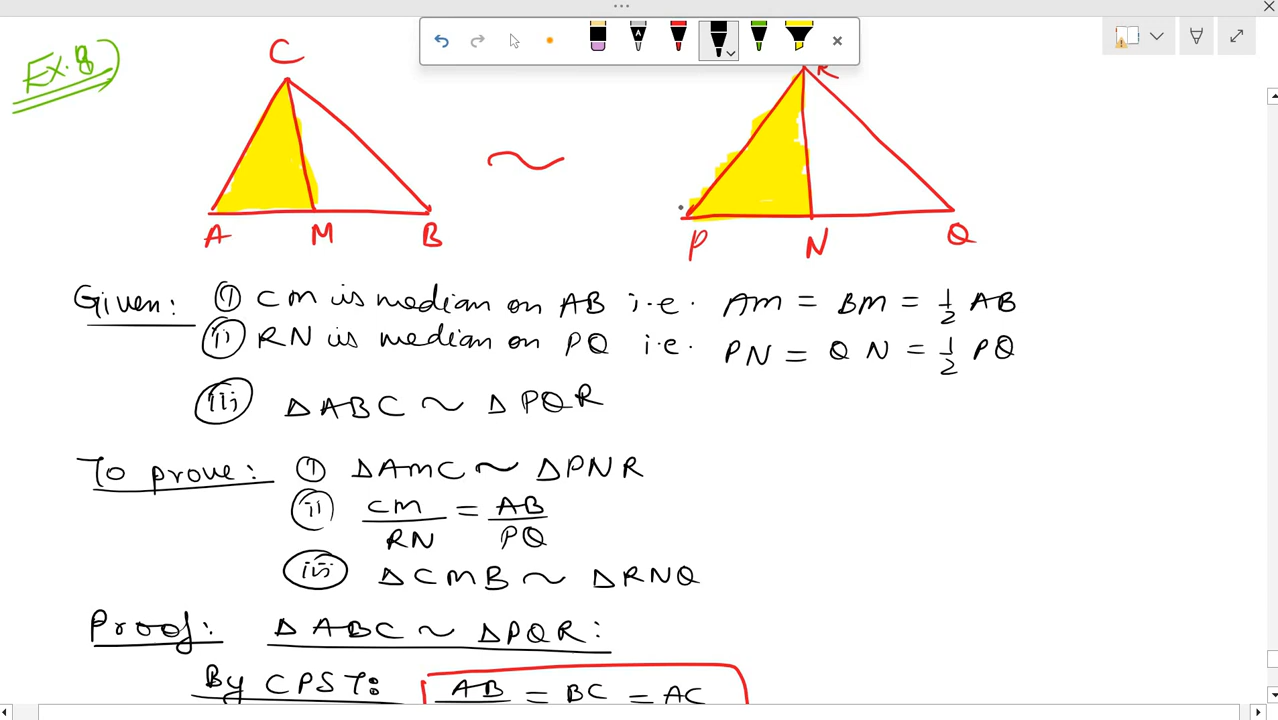 Ex.8)
C
R
A M B
~
P N Q
Given: (i) CM is median on AB i.e. AM = BM = 1/2 AB
(ii) RN is median on PQ i.e. PN = QN = 1/2 PQ
(iii) ΔABC ~ ΔPQR
To prove: (i) ΔAMC ~ ΔPNR
(ii) CM/RN = AB/PQ
(iii) ΔCMB ~ ΔRNQ
Proof: ΔABC ~ ΔPQR:
By CPST: AB = BC = AC